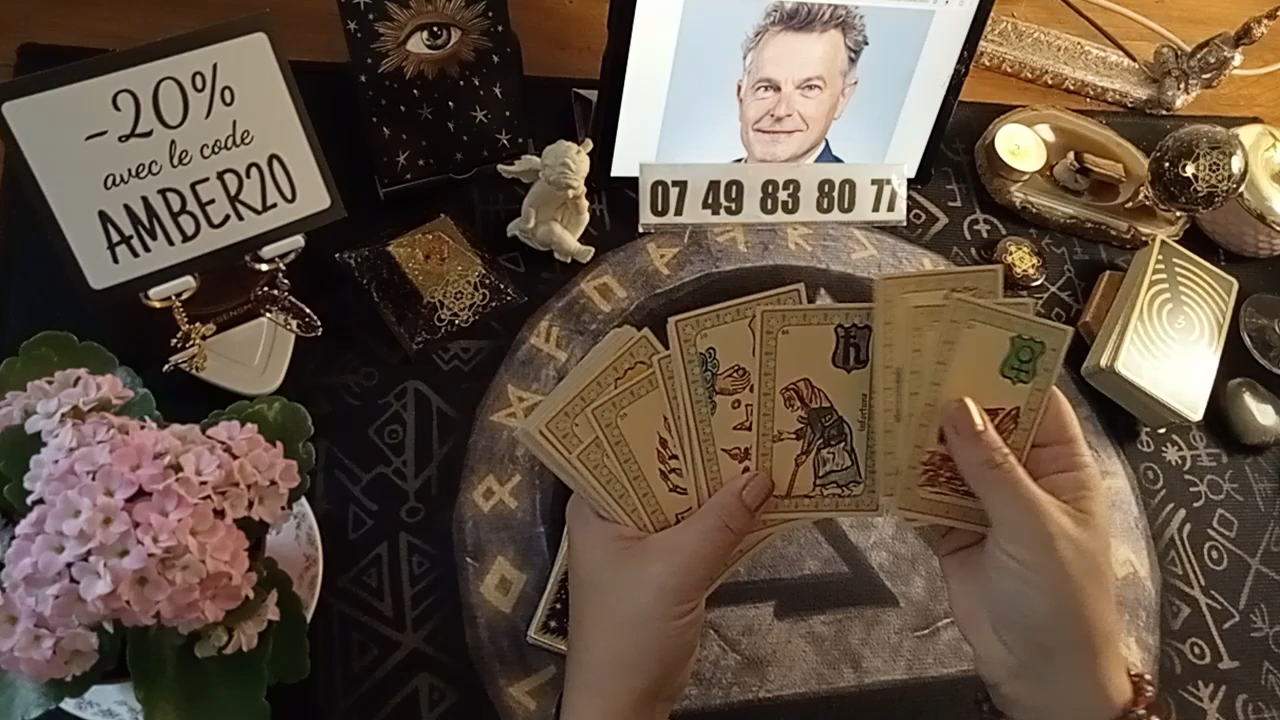 -20%
avec le code
AMBER20
07 49 83 80 77
Infortune